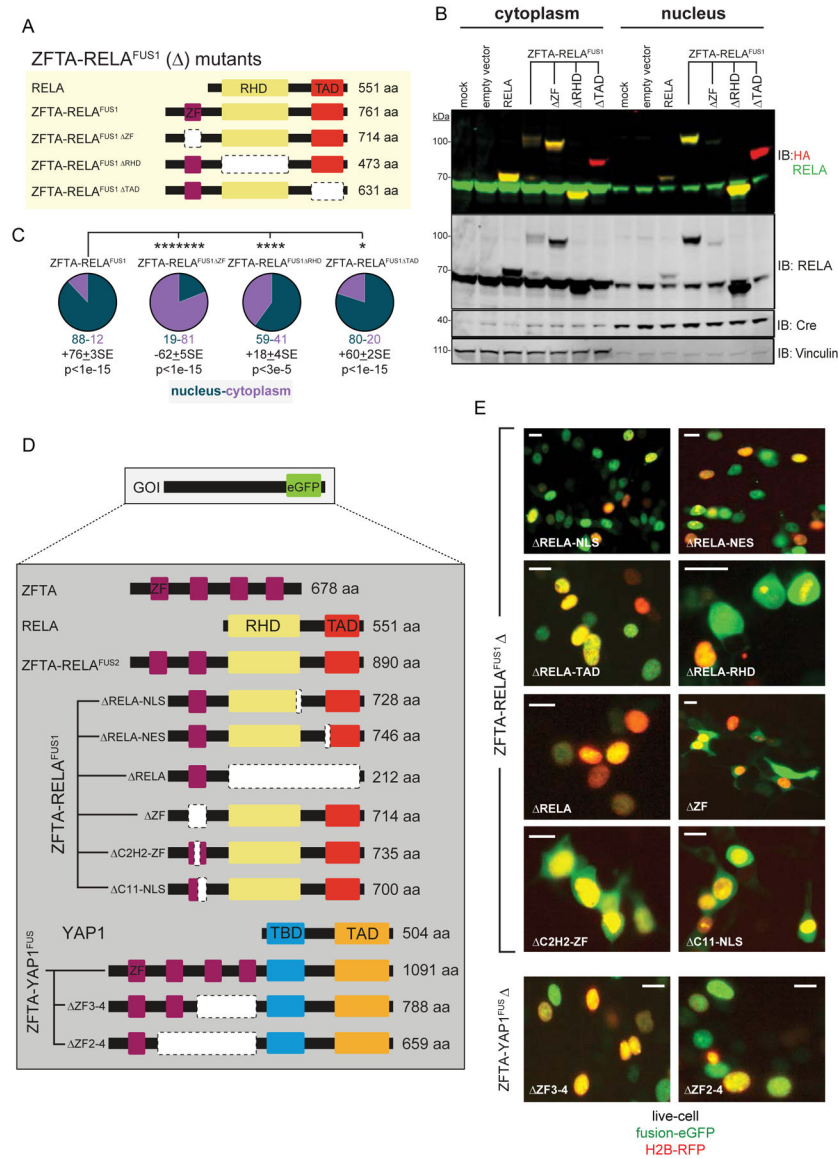 A
ZFTA-RELA^FUS1 (Δ) mutants
RELA RHD TAD 551 aa
ZFTA-RELA^FUS1 ZF 761 aa
ZFTA-RELA^FUS1 ΔZF 714 aa
ZFTA-RELA^FUS1 ΔRHD 473 aa
ZFTA-RELA^FUS1 ΔTAD 631 aa
B
cytoplasm nucleus
ZFTA-RELA^FUS1 ZFTA-RELA^FUS1
mock empty vector RELA ΔZF ΔRHD ΔTAD mock empty vector RELA ΔZF ΔRHD ΔTAD
kDa
100
70
IB:HA
RELA
100
70
IB: RELA
40
IB: Cre
110
IB: Vinculin
C
******* **** *
ZFTA-RELA^FUS1 ZFTA-RELA^FUS1ΔZF ZFTA-RELA^FUS1ΔRHD ZFTA-RELA^FUS1ΔTAD
88-12 19-81 59-41 80-20
+76±3SE -62±5SE +18±4SE +60±2SE
p<1e-15 p<1e-15 p<3e-5 p<1e-15
nucleus-cytoplasm
D
GOI eGFP
ZFTA ZF 678 aa
RELA RHD TAD 551 aa
ZFTA-RELA^FUS2 890 aa
ZFTA-RELA^FUS1
ΔRELA-NLS 728 aa
ΔRELA-NES 746 aa
ΔRELA 212 aa
ΔZF 714 aa
ΔC2H2-ZF 735 aa
ΔC11-NLS 700 aa
YAP1 TBD TAD 504 aa
ZFTA-YAP1^FUS
ZF 1091 aa
ΔZF3-4 788 aa
ΔZF2-4 659 aa
E
ZFTA-RELA^FUS1 Δ
ΔRELA-NLS ΔRELA-NES
ΔRELA-TAD ΔRELA-RHD
ΔRELA ΔZF
ΔC2H2-ZF ΔC11-NLS
ZFTA-YAP1^FUS Δ
ΔZF3-4 ΔZF2-4
live-cell
fusion-eGFP
H2B-RFP